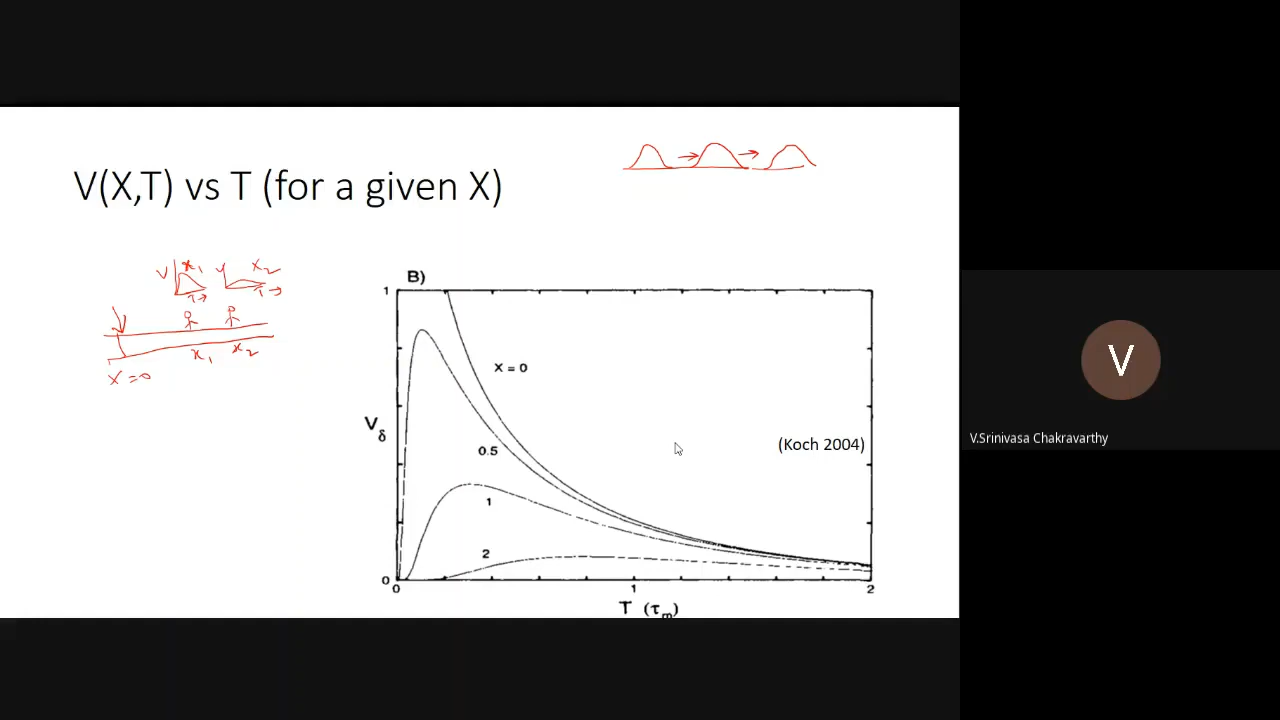 V(X,T) vs T (for a given X)
V x₁ V x₂
T→ T→
x₁ x₂
X = 0
B)
1
X = 0
V
δ
0.5
(Koch 2004)
1
2
0
0 1 2
T (τm)
V
V.Srinivasa Chakravarthy